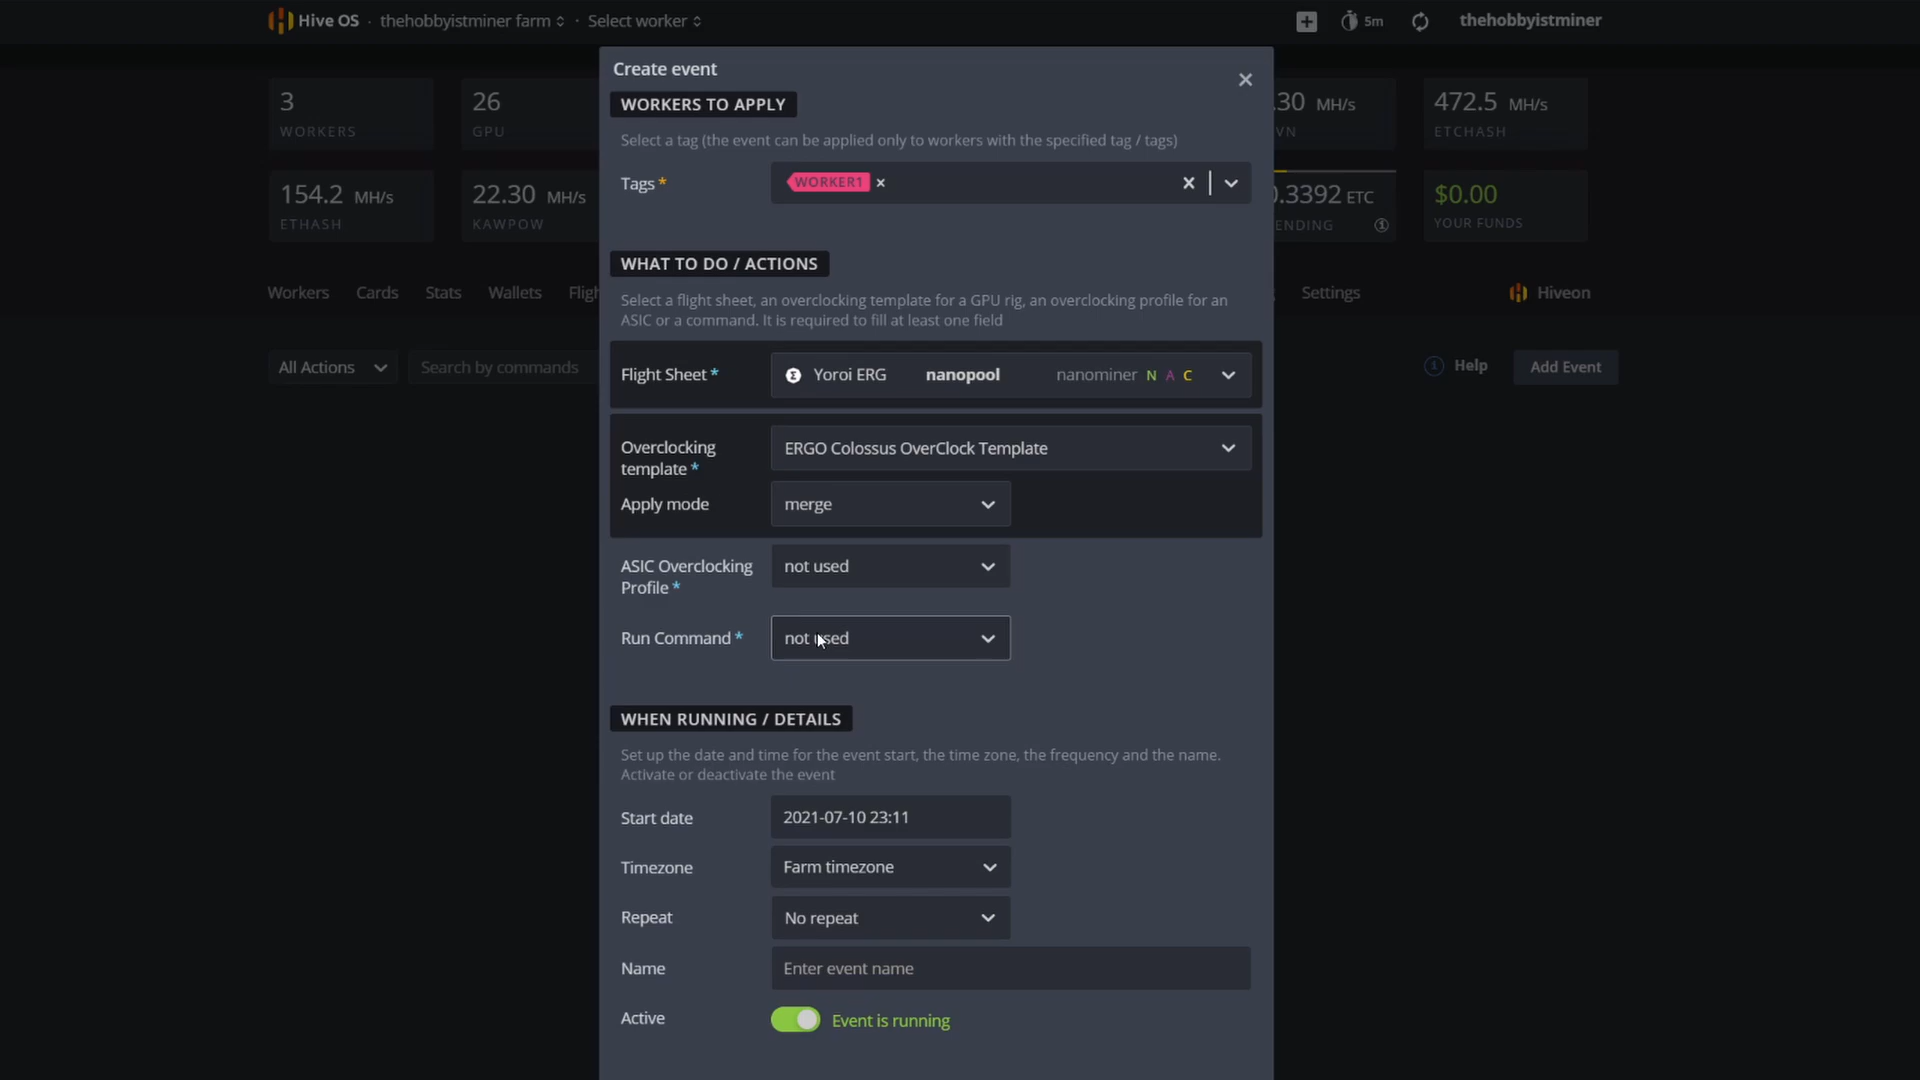 Hive OS · thehobbyistminer farm · Select worker
5m
thehobbyistminer
Create event
3
WORKERS
26
GPU
.30 MH/s
VN
472.5 MH/s
ETCHASH
154.2 MH/s
ETHASH
22.30 MH/s
KAWPOW
.3392 ETC
ENDING
$0.00
YOUR FUNDS
Workers Cards Stats Wallets Fligh
Settings
Hiveon
All Actions
Search by commands
Help
Add Event
WORKERS TO APPLY
Select a tag (the event can be applied only to workers with the specified tag / tags)
Tags *
WORKER1
WHAT TO DO / ACTIONS
Select a flight sheet, an overclocking template for a GPU rig, an overclocking profile for an
ASIC or a command. It is required to fill at least one field
Flight Sheet *
Yoroi ERG nanopool nanominer N A C
Overclocking
template *
ERGO Colossus OverClock Template
Apply mode
merge
ASIC Overclocking
Profile *
not used
Run Command *
not used
WHEN RUNNING / DETAILS
Set up the date and time for the event start, the time zone, the frequency and the name.
Activate or deactivate the event
Start date
2021-07-10 23:11
Timezone
Farm timezone
Repeat
No repeat
Name
Enter event name
Active
Event is running